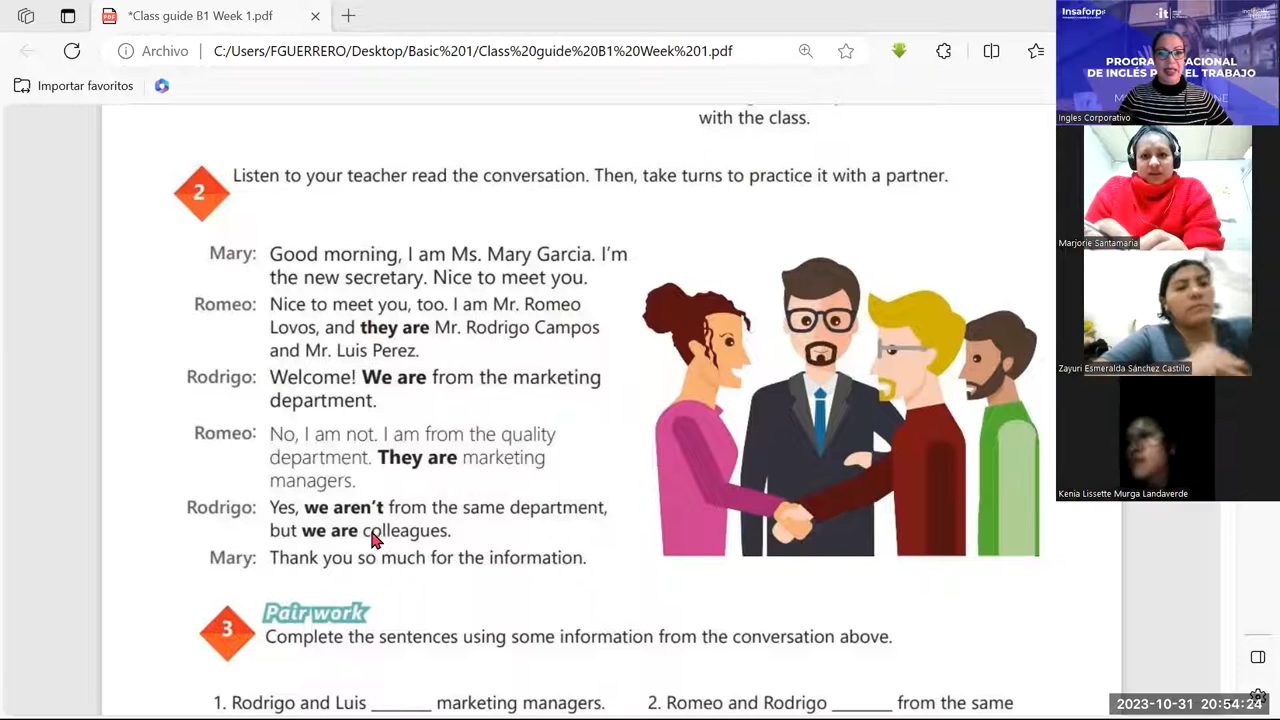 *Class guide B1 Week 1.pdf
Archivo
C:/Users/FGUERRERO/Desktop/Basic%201/Class%20guide%20B1%20Week%201.pdf
Importar favoritos
with the class.
2
Listen to your teacher read the conversation. Then, take turns to practice it with a partner.
Mary: Good morning, I am Ms. Mary Garcia. I'm
the new secretary. Nice to meet you.
Romeo: Nice to meet you, too. I am Mr. Romeo
Lovos, and they are Mr. Rodrigo Campos
and Mr. Luis Perez.
Rodrigo: Welcome! We are from the marketing
department.
Romeo: No, I am not. I am from the quality
department. They are marketing
managers.
Rodrigo: Yes, we aren't from the same department,
but we are colleagues.
Mary: Thank you so much for the information.
3
Pair work
Complete the sentences using some information from the conversation above.
1. Rodrigo and Luis ______ marketing managers.
2. Romeo and Rodrigo ______ from the same
Insaforp
DE INGLÉS
EL TRABAJO
Ingles Corporativo
Marjorie Santamaria
Zayuri Esmeralda Sánchez Castillo
Kenia Lissette Murga Landaverde
2023-10-31 20:54:24